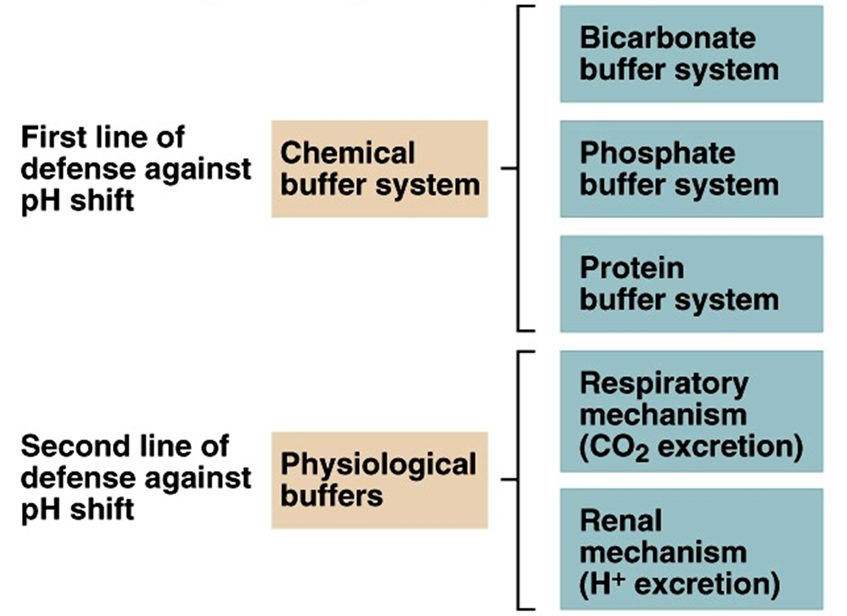 First line of
defense against
pH shift
Chemical
buffer system
Bicarbonate
buffer system
Phosphate
buffer system
Protein
buffer system
Second line of
defense against
pH shift
Physiological
buffers
Respiratory
mechanism
(CO₂ excretion)
Renal
mechanism
(H⁺ excretion)